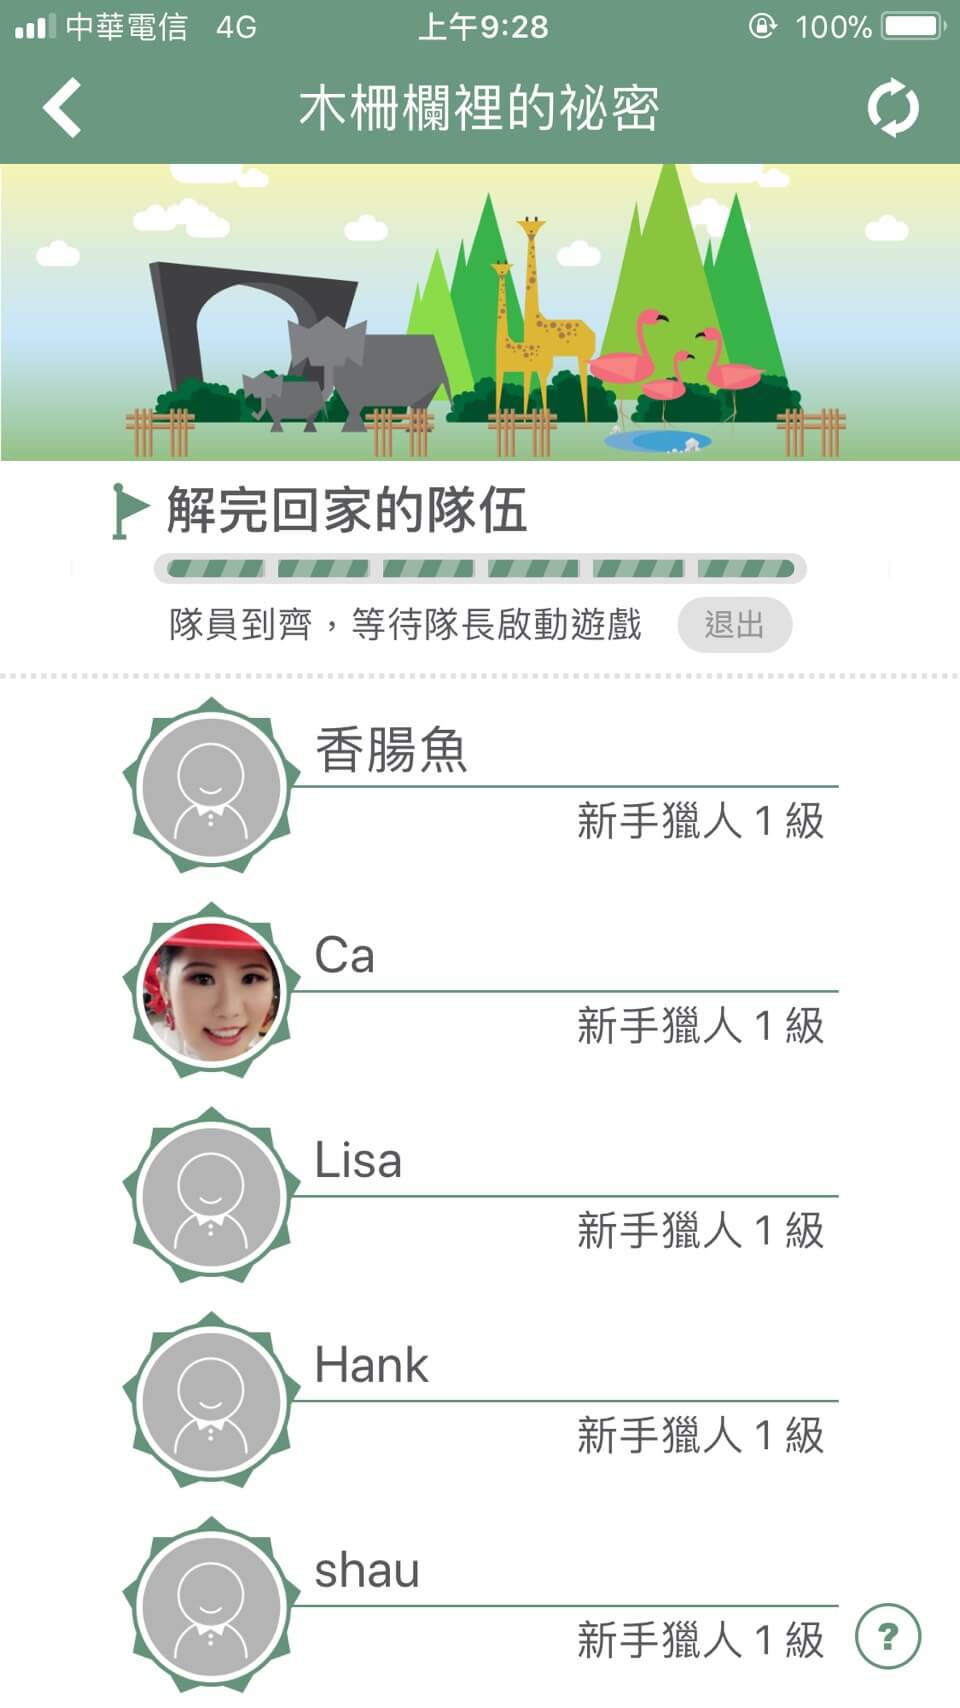 中華電信 4G 上午9:28 100%
木柵欄裡的祕密
解完回家的隊伍
隊員到齊，等待隊長啟動遊戲 退出
香腸魚
新手獵人 1 級
Ca
新手獵人 1 級
Lisa
新手獵人 1 級
Hank
新手獵人 1 級
shau
新手獵人 1 級
?